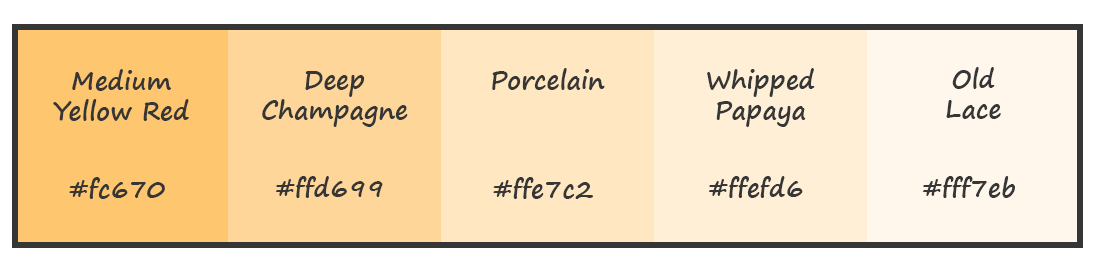 Medium
Yellow Red
#fc670
Deep
Champagne
#ffd699
Porcelain
#ffe7c2
Whipped
Papaya
#ffefd6
Old
Lace
#fff7eb